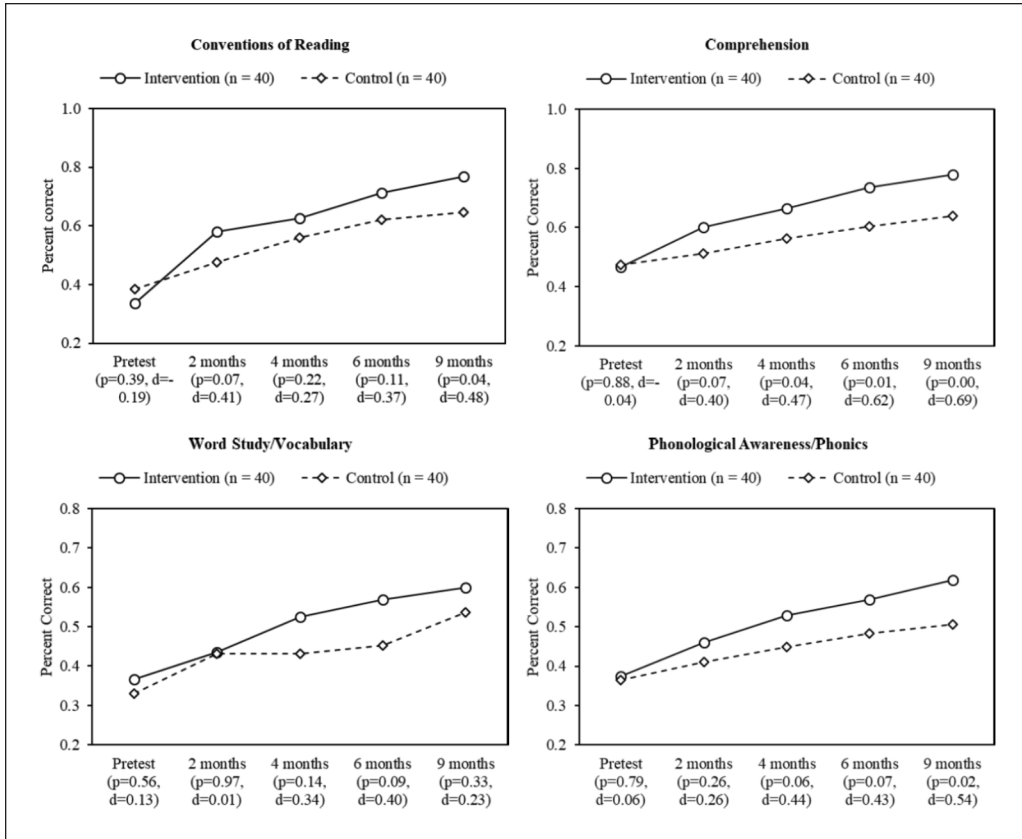 Conventions of Reading
Intervention (n = 40) Control (n = 40)
Percent correct
1.0
0.8
0.6
0.4
0.2
Pretest 2 months 4 months 6 months 9 months
(p=0.39, d=- (p=0.07, (p=0.22, (p=0.11, (p=0.04,
0.19) d=0.41) d=0.27) d=0.37) d=0.48)
Comprehension
Intervention (n = 40) Control (n = 40)
Percent Correct
1.0
0.8
0.6
0.4
0.2
Pretest 2 months 4 months 6 months 9 months
(p=0.88, d=- (p=0.07, (p=0.04, (p=0.01, (p=0.00,
0.04) d=0.40) d=0.47) d=0.62) d=0.69)
Word Study/Vocabulary
Intervention (n = 40) Control (n = 40)
Percent Correct
0.8
0.7
0.6
0.5
0.4
0.3
0.2
Pretest 2 months 4 months 6 months 9 months
(p=0.56, (p=0.97, (p=0.14, (p=0.09, (p=0.33,
d=0.13) d=0.01) d=0.34) d=0.40) d=0.23)
Phonological Awareness/Phonics
Intervention (n = 40) Control (n = 40)
Percent Correct
0.8
0.7
0.6
0.5
0.4
0.3
0.2
Pretest 2 months 4 months 6 months 9 months
(p=0.79, (p=0.26, (p=0.06, (p=0.07, (p=0.02,
d=0.06) d=0.26) d=0.44) d=0.43) d=0.54)